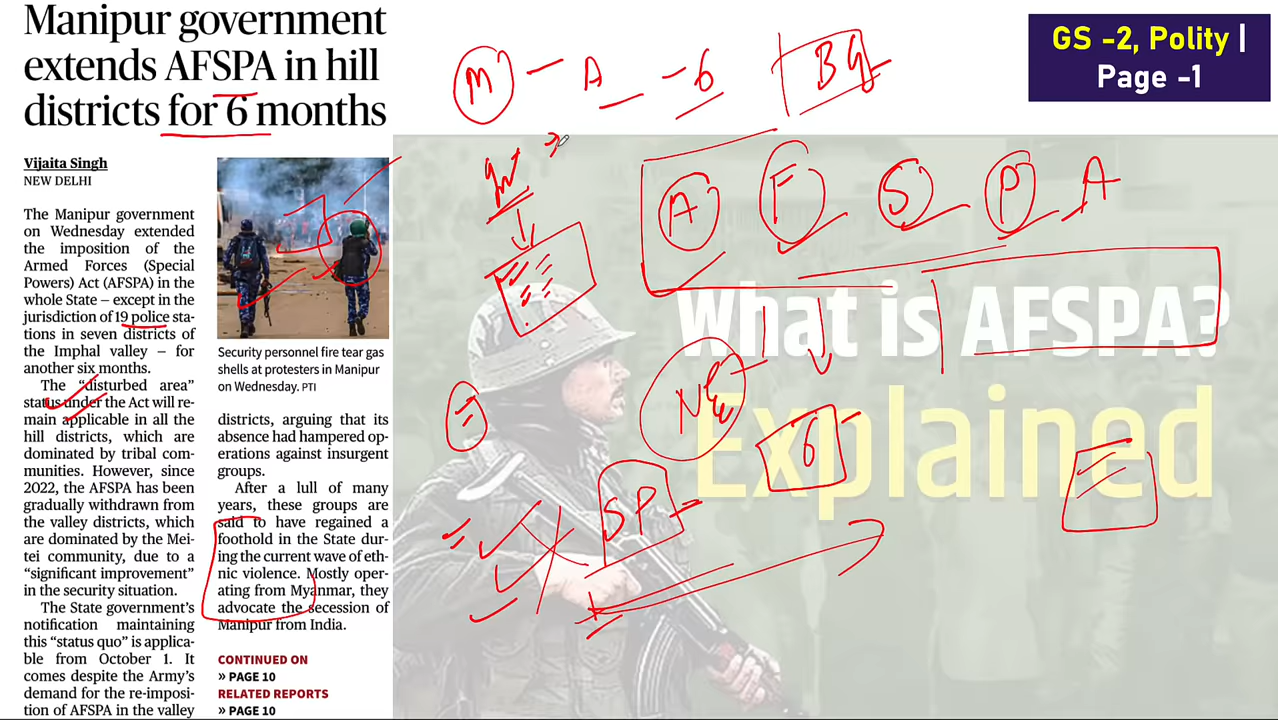 Manipur government
extends AFSPA in hill
districts for 6 months
Vijaita Singh
NEW DELHI
The Manipur government
on Wednesday extended
the imposition of the
Armed Forces (Special
Powers) Act (AFSPA) in the
whole State — except in the
jurisdiction of 19 police sta-
tions in seven districts of
the Imphal valley — for
another six months.
The "disturbed area"
status under the Act will re-
main applicable in all the
hill districts, which are
dominated by tribal com-
munities. However, since
2022, the AFSPA has been
gradually withdrawn from
the valley districts, which
are dominated by the Mei-
tei community, due to a
"significant improvement"
in the security situation.
The State government's
notification maintaining
this "status quo" is applica-
ble from October 1. It
comes despite the Army's
demand for the re-imposi-
tion of AFSPA in the valley
Security personnel fire tear gas
shells at protesters in Manipur
on Wednesday. PTI
districts, arguing that its
absence had hampered op-
erations against insurgent
groups.
After a lull of many
years, these groups are
said to have regained a
foothold in the State dur-
ing the current wave of eth-
nic violence. Mostly oper-
ating from Myanmar, they
advocate the secession of
Manipur from India.
CONTINUED ON
» PAGE 10
RELATED REPORTS
» PAGE 10
GS -2, Polity |
Page -1
M - A - 6
A F S P A
What is AFSPA?
Explained
NE
6
SP